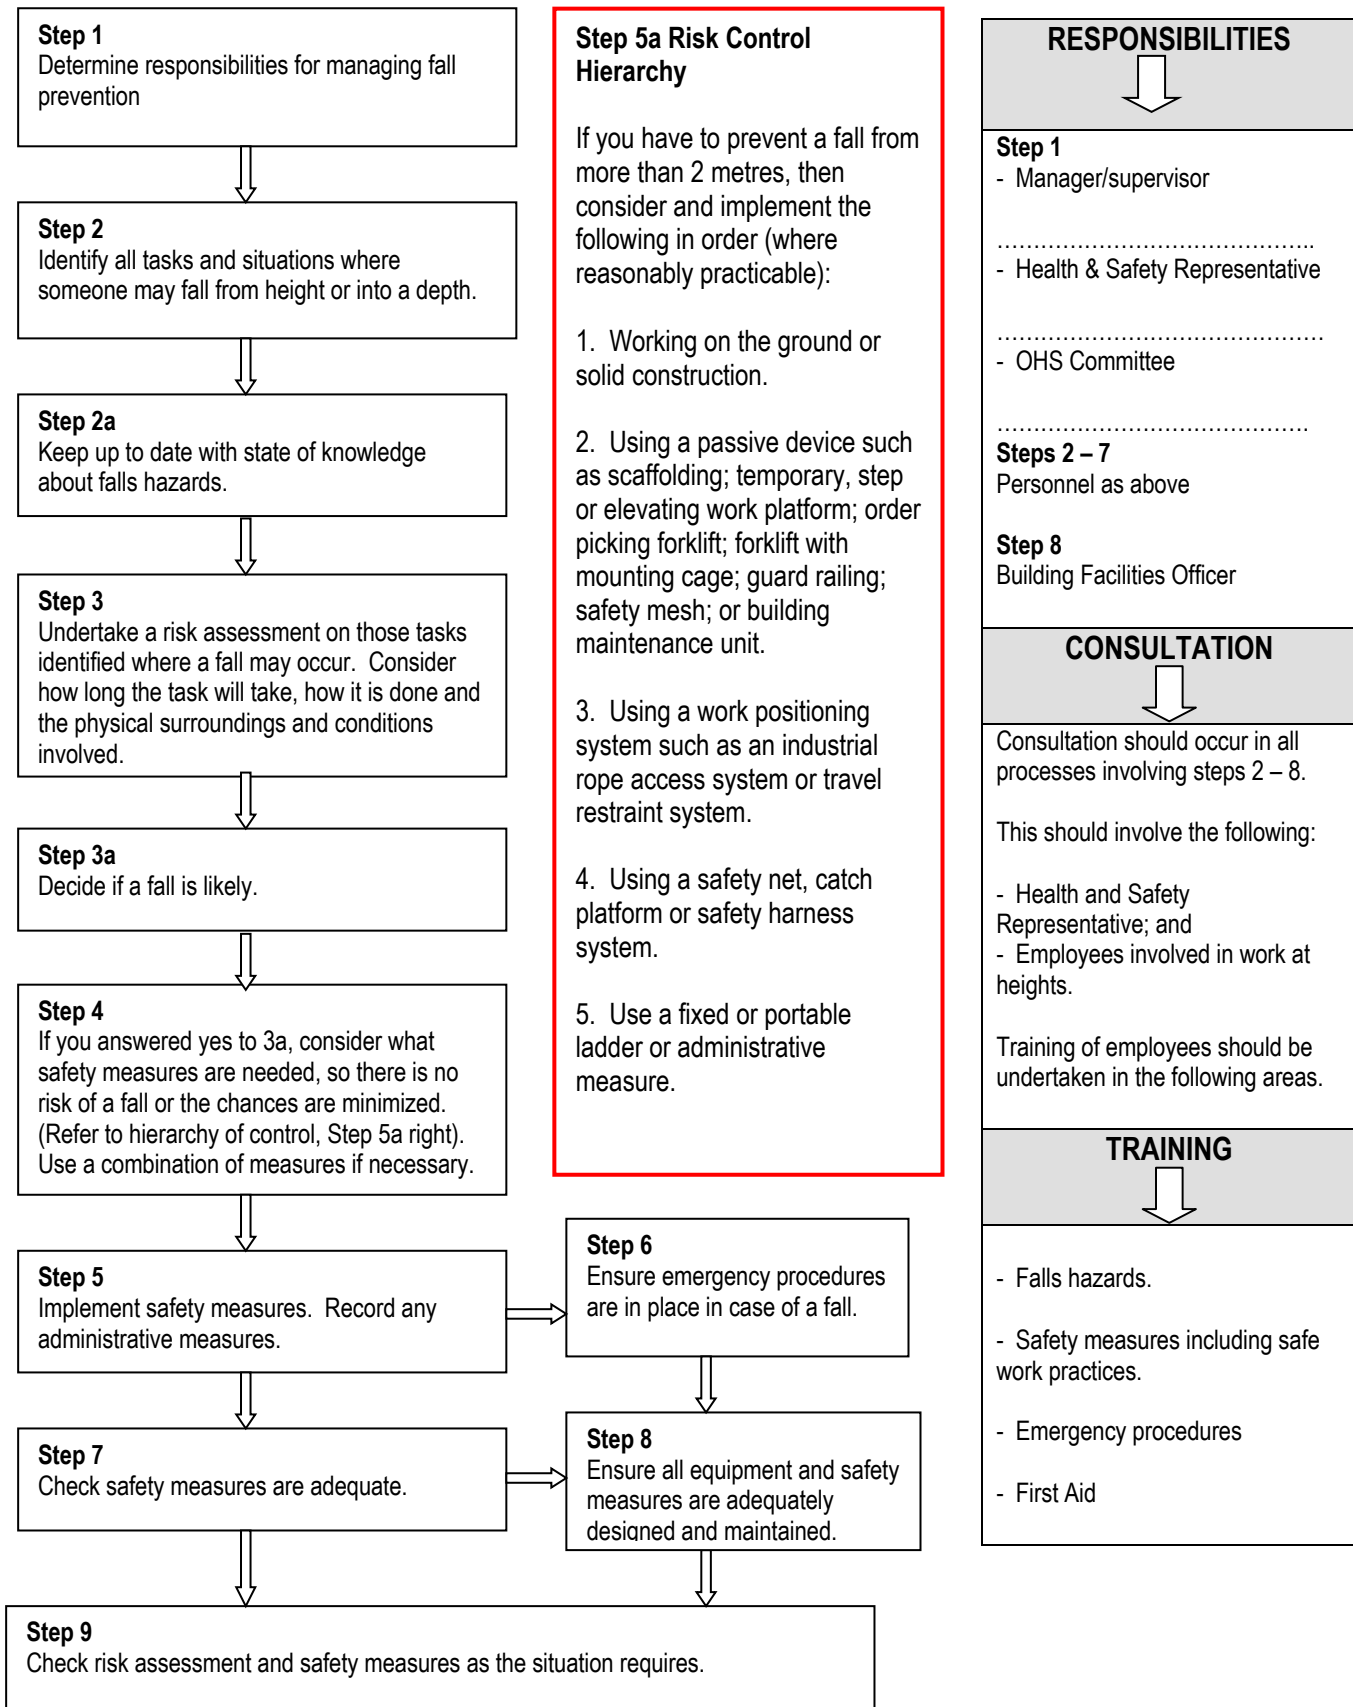 Step 1
Determine responsibilities for managing fall
prevention
Step 2
Identify all tasks and situations where
someone may fall from height or into a depth.
Step 2a
Keep up to date with state of knowledge
about falls hazards.
Step 3
Undertake a risk assessment on those tasks
identified where a fall may occur.  Consider
how long the task will take, how it is done and
the physical surroundings and conditions
involved.
Step 3a
Decide if a fall is likely.
Step 4
If you answered yes to 3a, consider what
safety measures are needed, so there is no
risk of a fall or the chances are minimized.
(Refer to hierarchy of control, Step 5a right).
Use a combination of measures if necessary.
Step 5
Implement safety measures.  Record any
administrative measures.
Step 6
Ensure emergency procedures
are in place in case of a fall.
Step 7
Check safety measures are adequate.
Step 8
Ensure all equipment and safety
measures are adequately
designed and maintained.
Step 9
Check risk assessment and safety measures as the situation requires.
Step 5a Risk Control
Hierarchy
If you have to prevent a fall from
more than 2 metres, then
consider and implement the
following in order (where
reasonably practicable):
1.  Working on the ground or
solid construction.
2.  Using a passive device such
as scaffolding; temporary, step
or elevating work platform; order
picking forklift; forklift with
mounting cage; guard railing;
safety mesh; or building
maintenance unit.
3.  Using a work positioning
system such as an industrial
rope access system or travel
restraint system.
4.  Using a safety net, catch
platform or safety harness
system.
5.  Use a fixed or portable
ladder or administrative
measure.
RESPONSIBILITIES
Step 1
-  Manager/supervisor
……………………………………..
-  Health & Safety Representative
………………………………………
-  OHS Committee
…………………………………….
Steps 2 – 7
Personnel as above
Step 8
Building Facilities Officer
CONSULTATION
Consultation should occur in all
processes involving steps 2 – 8.
This should involve the following:
-  Health and Safety
Representative; and
-  Employees involved in work at
heights.
Training of employees should be
undertaken in the following areas.
TRAINING
-  Falls hazards.
-  Safety measures including safe
work practices.
-  Emergency procedures
-  First Aid